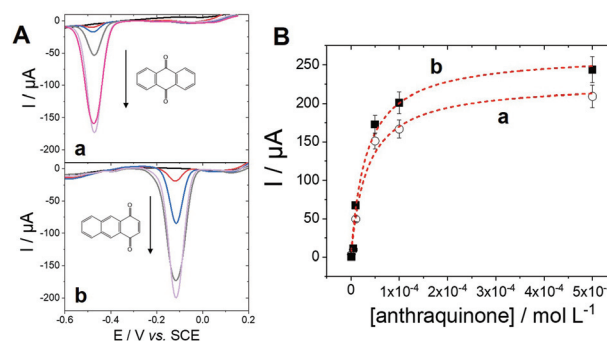 A
I / µA
0
-50
-100
-150
O
O
a
0
-50
-100
-150
-200
O
O
b
-0.6 -0.4 -0.2 0.0 0.2
E / V vs. SCE
B
I / µA
250
200
150
100
50
0
b
a
0 1x10⁻⁴ 2x10⁻⁴ 3x10⁻⁴ 4x10⁻⁴ 5x10⁻⁴
[anthraquinone] / mol L⁻¹